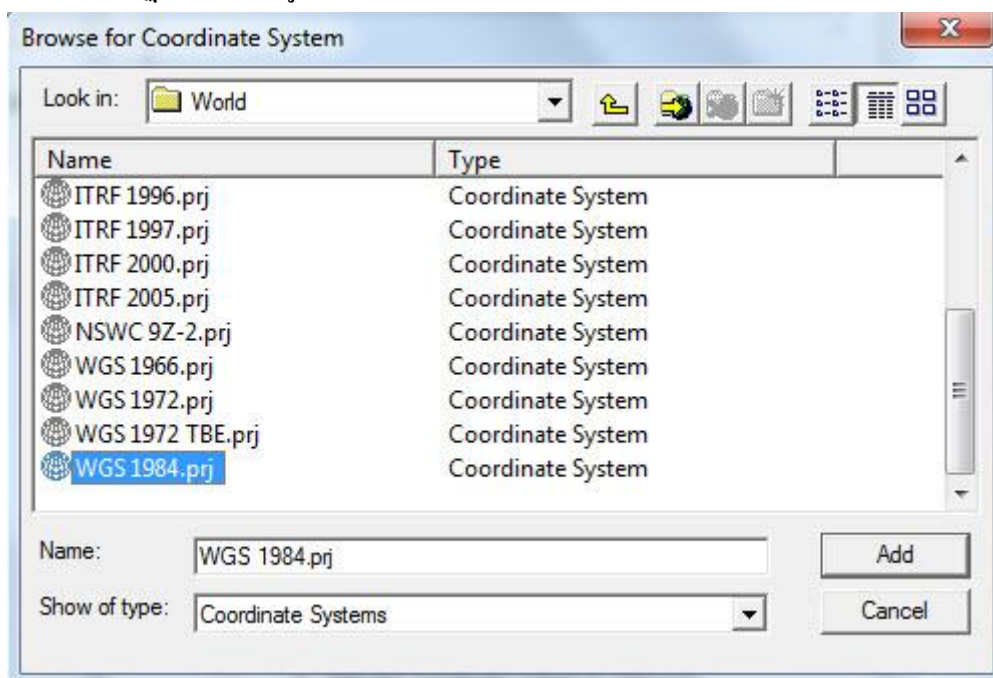 Browse for Coordinate System
Look in: World
Name Type
ITRF 1996.prj Coordinate System
ITRF 1997.prj Coordinate System
ITRF 2000.prj Coordinate System
ITRF 2005.prj Coordinate System
NSWC 9Z-2.prj Coordinate System
WGS 1966.prj Coordinate System
WGS 1972.prj Coordinate System
WGS 1972 TBE.prj Coordinate System
WGS 1984.prj Coordinate System
Name: WGS 1984.prj Add
Show of type: Coordinate Systems Cancel